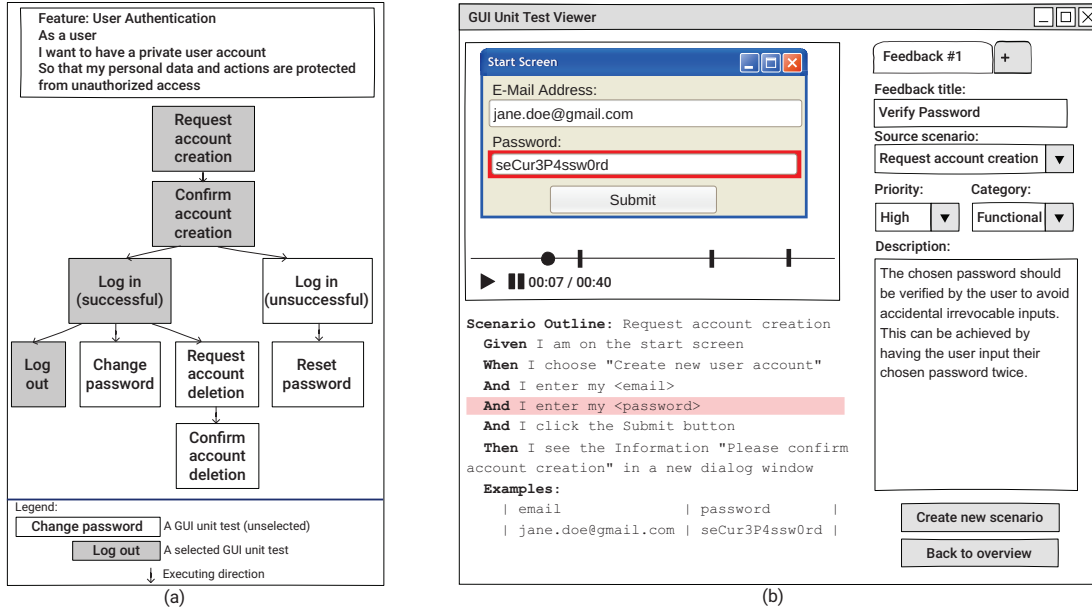 Feature: User Authentication
As a user
I want to have a private user account
So that my personal data and actions are protected
from unauthorized access
Request
account
creation
Confirm
account
creation
Log in
(successful)
Log in
(unsuccessful)
Log
out
Change
password
Request
account
deletion
Reset
password
Confirm
account
deletion
Legend:
Change password
A GUI unit test (unselected)
Log out
A selected GUI unit test
Executing direction
(a)
GUI Unit Test Viewer
Start Screen
E-Mail Address:
jane.doe@gmail.com
Password:
seCur3P4ssw0rd
Submit
00:07 / 00:40
Scenario Outline: Request account creation
Given I am on the start screen
When I choose "Create new user account"
And I enter my <email>
And I enter my <password>
And I click the Submit button
Then I see the Information "Please confirm
account creation" in a new dialog window
Examples:
| email | password |
| jane.doe@gmail.com | seCur3P4ssw0rd |
Feedback #1
+
Feedback title:
Verify Password
Source scenario:
Request account creation
Priority:
Category:
High
Functional
Description:
The chosen password should
be verified by the user to avoid
accidental irrevocable inputs.
This can be achieved by
having the user input their
chosen password twice.
Create new scenario
Back to overview
(b)